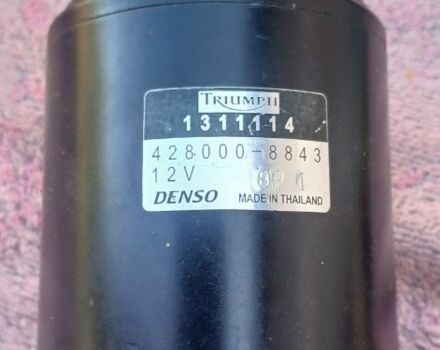 TRIUMPH
1311114
428000-8843
12V
DENSO MADE IN THAILAND